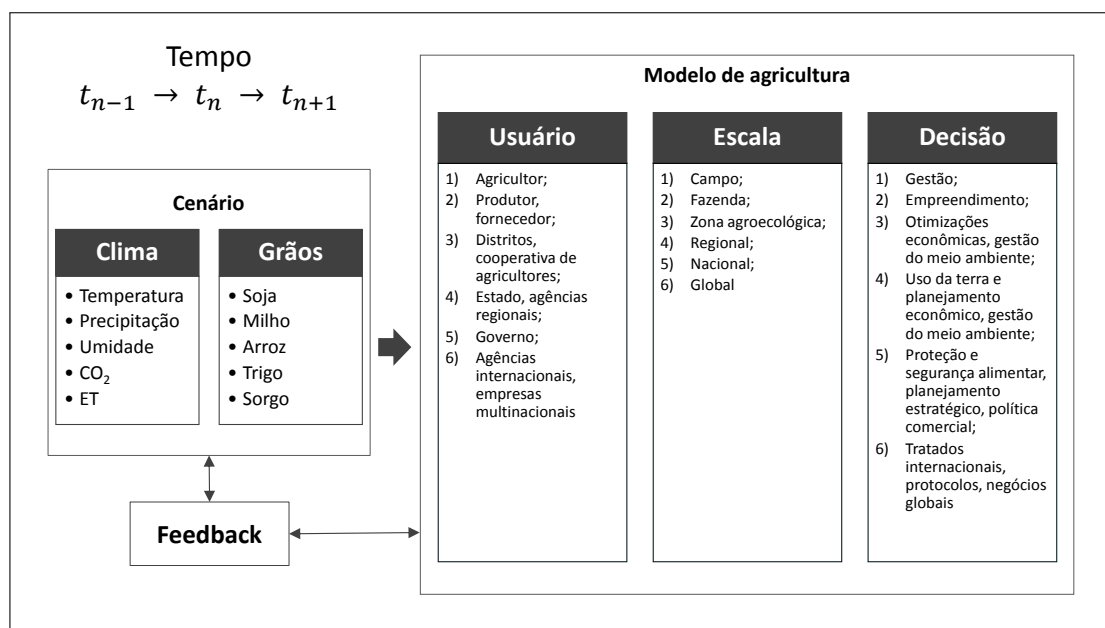 Tempo
t_{n-1} → t_n → t_{n+1}
Cenário
Clima
• Temperatura
• Precipitação
• Umidade
• CO₂
• ET
Grãos
• Soja
• Milho
• Arroz
• Trigo
• Sorgo
Feedback
Modelo de agricultura
Usuário
1) Agricultor;
2) Produtor,
fornecedor;
3) Distritos,
cooperativa de
agricultores;
4) Estado, agências
regionais;
5) Governo;
6) Agências
internacionais,
empresas
multinacionais
Escala
1) Campo;
2) Fazenda;
3) Zona agroecológica;
4) Regional;
5) Nacional;
6) Global
Decisão
1) Gestão;
2) Empreendimento;
3) Otimizações
econômicas, gestão
do meio ambiente;
4) Uso da terra e
planejamento
econômico, gestão
do meio ambiente;
5) Proteção e
segurança alimentar,
planejamento
estratégico, política
comercial;
6) Tratados
internacionais,
protocolos, negócios
globais